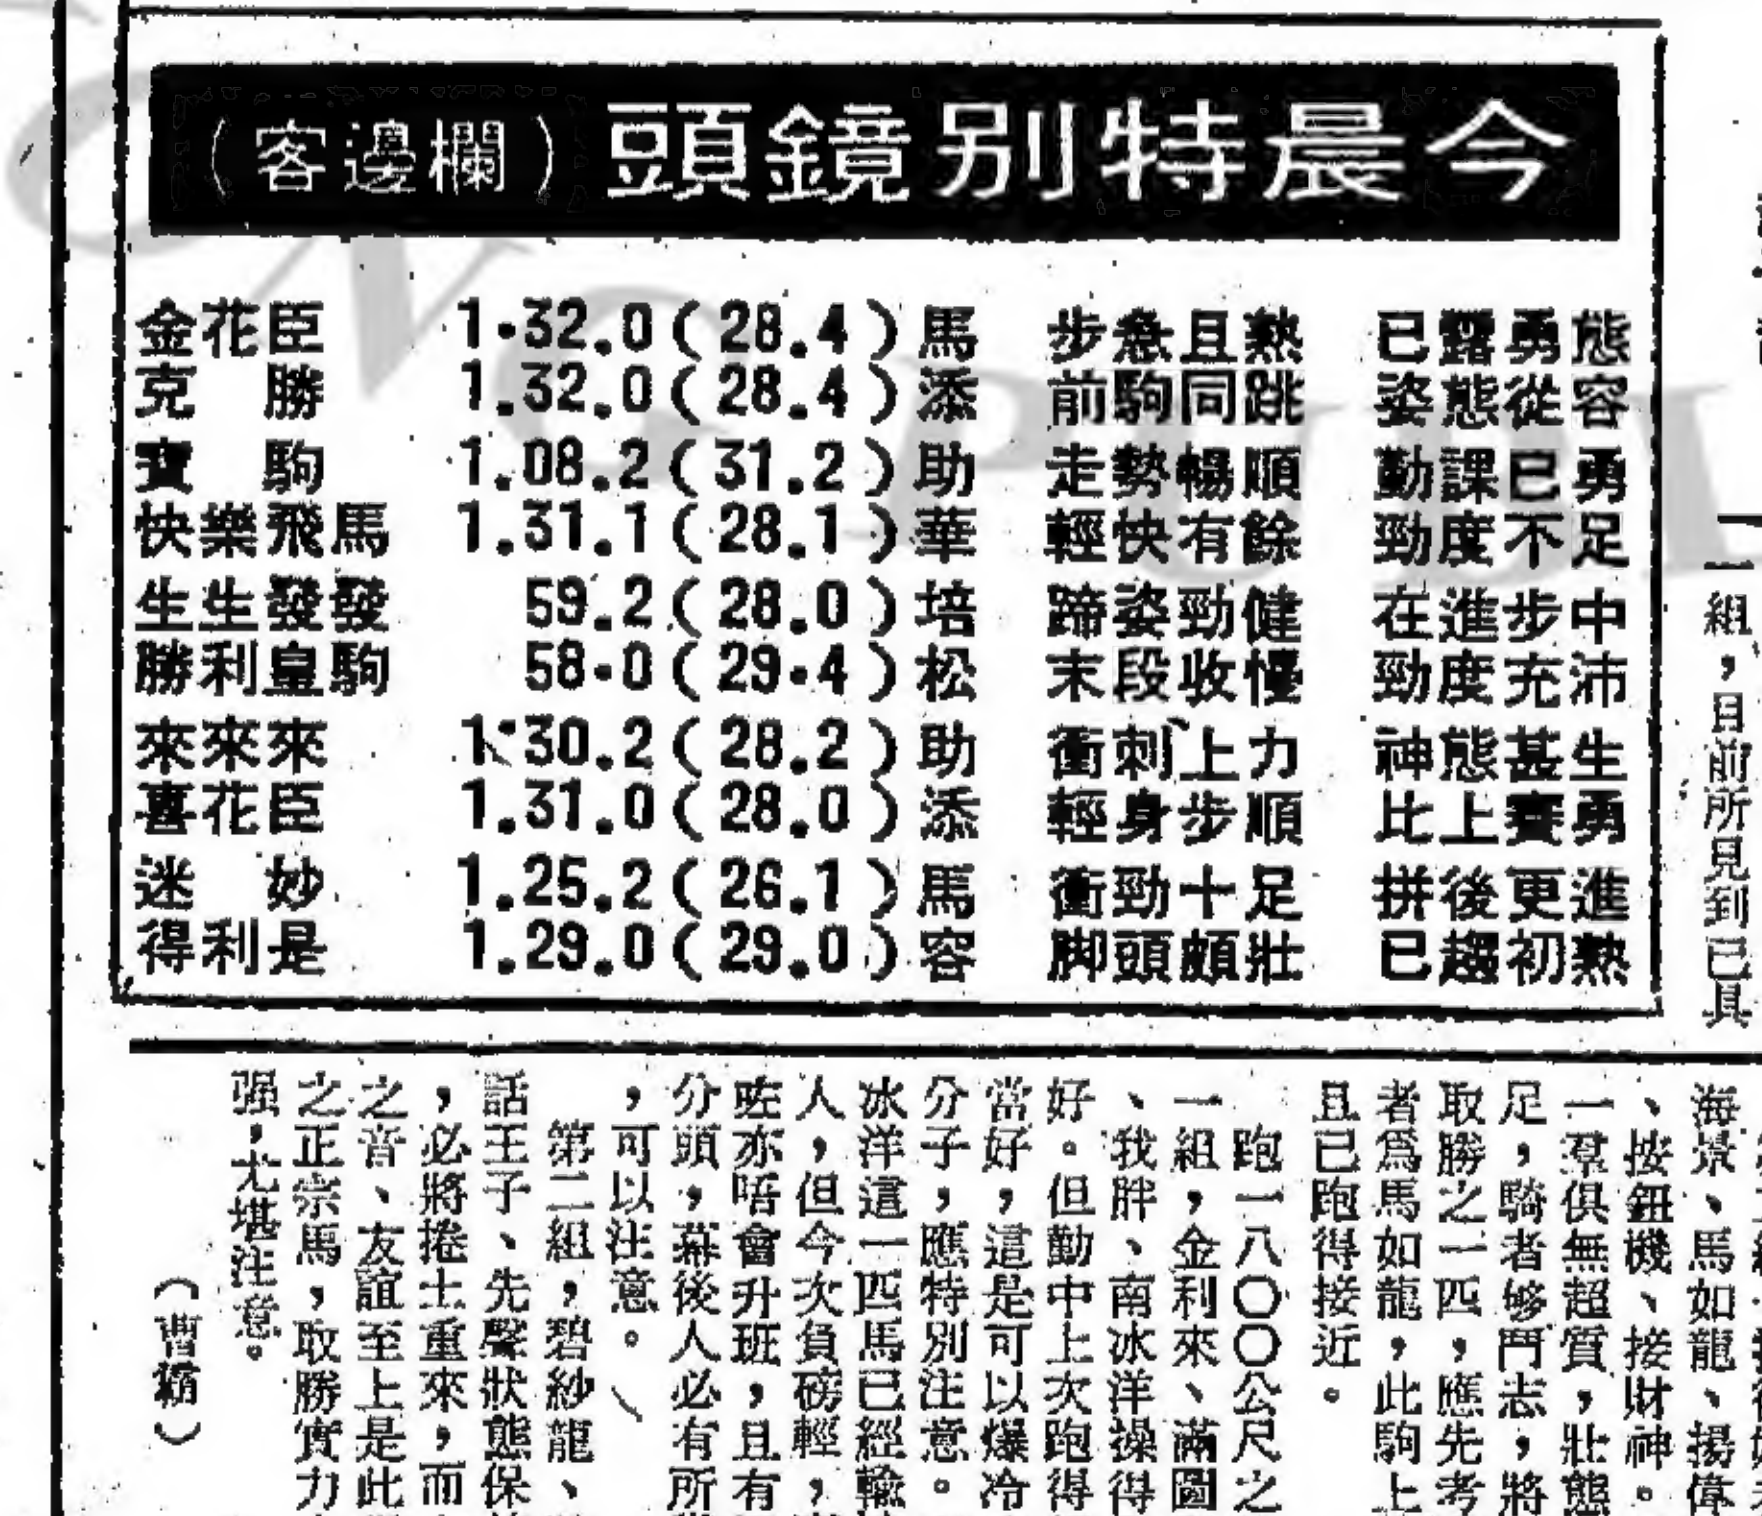 今晨特別鏡頭（客邊欄）
金花臣 1.32.0(28.4)馬 步急且熟 已露勇態
克勝 1.32.0(28.4)添 前駒同跳 姿態從容
寶駒 1.08.2(31.2)助 走勢暢順 勤課已勇
快樂飛馬 1.31.1(28.1)華 輕快有餘 勁度不足
生生發發 59.2(28.0)培 蹄姿勁健 在進步中
勝利皇駒 58.0(29.4)松 末段收慢 勁度充沛
來來來 1.30.2(28.2)助 衝刺上力 神態甚生
喜花臣 1.31.0(28.0)添 輕身步順 比上賽勇
迷妙 1.25.2(26.1)馬 衝勁十足 拼後更進
得利是 1.29.0(29.0)容 脚頭頗壯 已趨初熟
一組，目前所見到已具
海景、馬如龍、揚偉
、按鈕機、接財神。
一羣俱無超質，壯態
足，騎者够鬥志，將
取勝之一匹，應先考
者爲馬如龍，此駒上
且已跑得接近。
跑一八〇〇公尺之
一組，金利來、滿圖
、我胖、南冰洋操得
好。但勤中上次跑得
當好，這是可以爆冷
分子，應特別注意。
冰洋這一匹馬已經輸
人，但今次負磅輕，
咗亦唔會升班，且有
分頭，幕後人必有所
，可以注意。
第二組，碧紗龍、
話王子、先聲狀態保
，必將捲土重來，而
之音、友誼至上是此
之正宗馬，取勝實力
强，尤堪注意。
（曹霸）